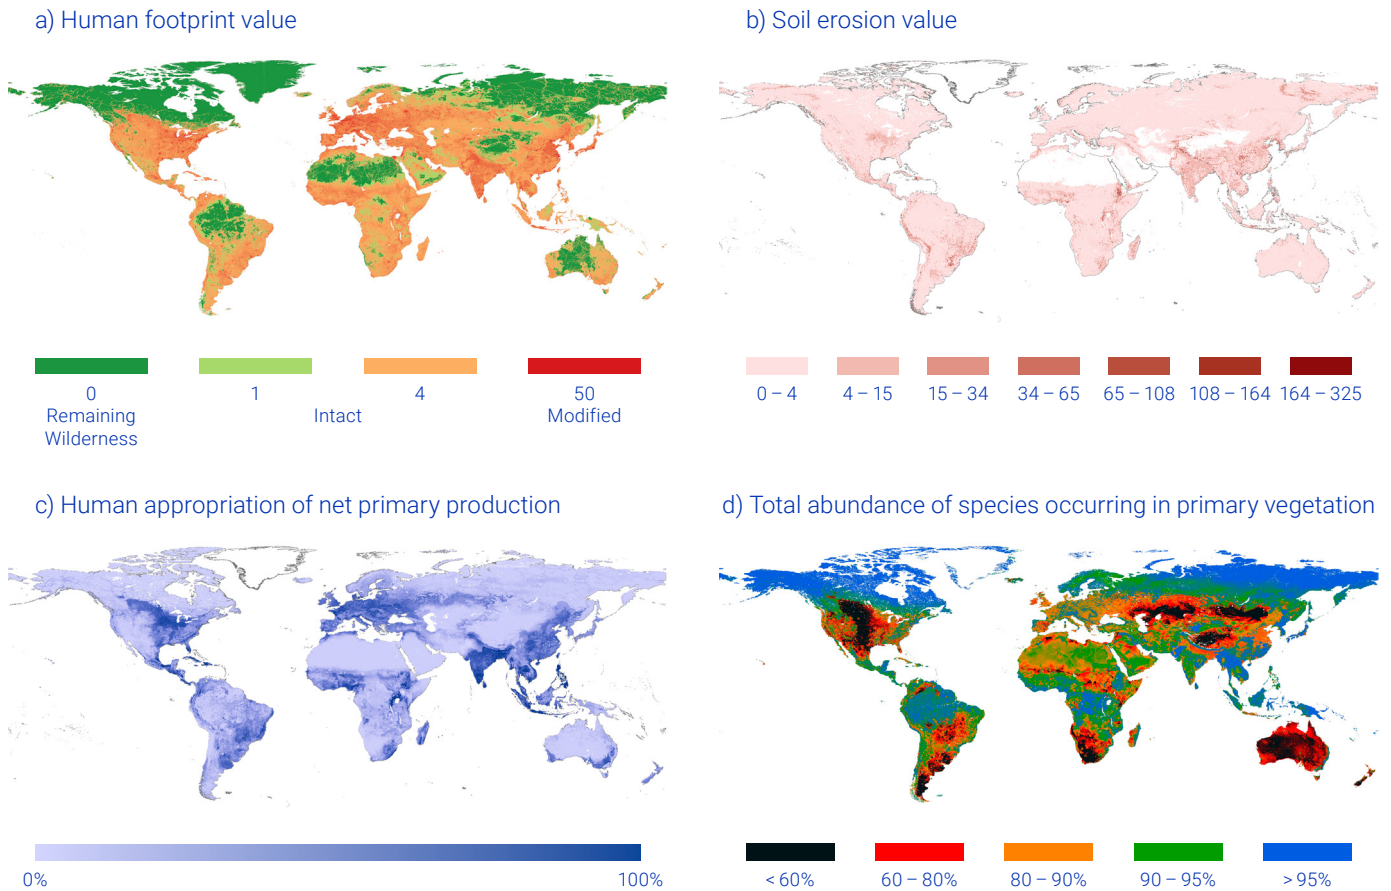 a) Human footprint value
b) Soil erosion value
0
1
4
50
Remaining
Wilderness
Intact
Modified
0 – 4
4 – 15
15 – 34
34 – 65
65 – 108
108 – 164
164 – 325
c) Human appropriation of net primary production
d) Total abundance of species occurring in primary vegetation
0%
100%
< 60%
60 – 80%
80 – 90%
90 – 95%
> 95%